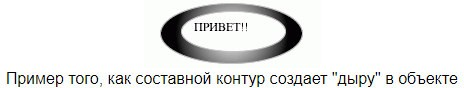 ПРИВЕТ!!
Пример того, как составной контур создает "дыру" в объекте